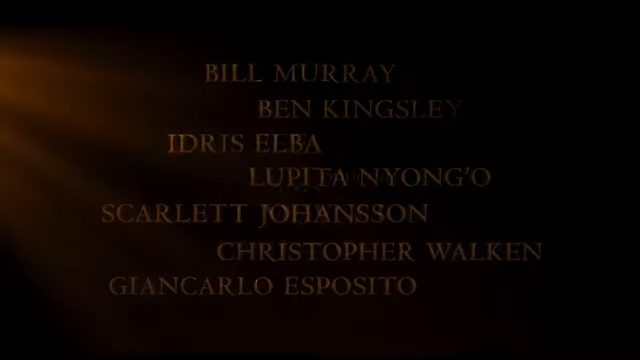 BILL MURRAY
BEN KINGSLEY
IDRIS ELBA
LUPITA NYONG'O
SCARLETT JOHANSSON
CHRISTOPHER WALKEN
GIANCARLO ESPOSITO